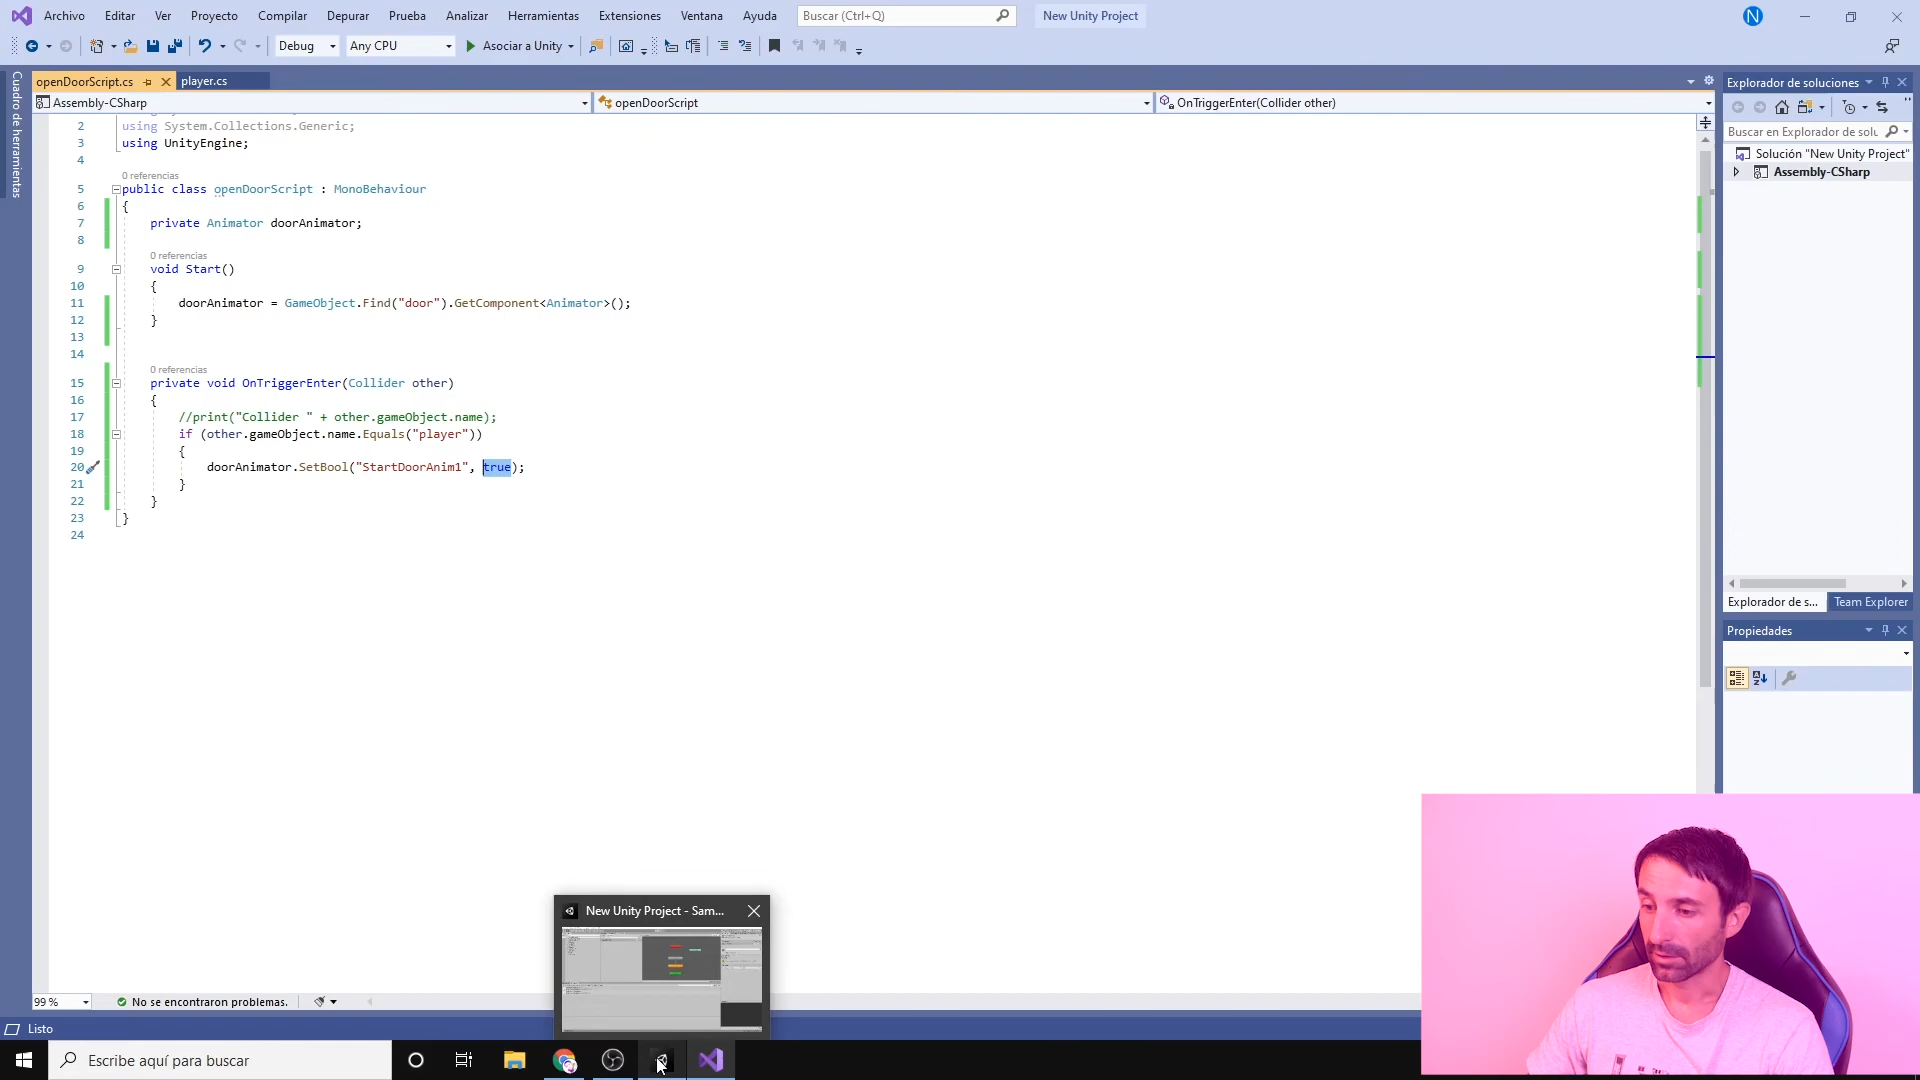 Archivo Editar Ver Proyecto Compilar Depurar Prueba Analizar Herramientas Extensiones Ventana Ayuda Buscar (Ctrl+Q) New Unity Project N
Debug Any CPU Asociar a Unity
Cuadro de herramientas
openDoorScript.cs player.cs
Assembly-CSharp openDoorScript OnTriggerEnter(Collider other)
2 using System.Collections.Generic;
3 using UnityEngine;
4
0 referencias
5 public class openDoorScript : MonoBehaviour
6 {
7 private Animator doorAnimator;
8
0 referencias
9 void Start()
10 {
11 doorAnimator = GameObject.Find("door").GetComponent<Animator>();
12 }
13
14
0 referencias
15 private void OnTriggerEnter(Collider other)
16 {
17 //print("Collider " + other.gameObject.name);
18 if (other.gameObject.name.Equals("player"))
19 {
20 doorAnimator.SetBool("StartDoorAnim1", true);
21 }
22 }
23 }
24
Explorador de soluciones
Buscar en Explorador de solu
Solución "New Unity Project"
Assembly-CSharp
Explorador de s... Team Explorer
Propiedades
New Unity Project - Sam...
99 % No se encontraron problemas.
Listo
Escribe aquí para buscar